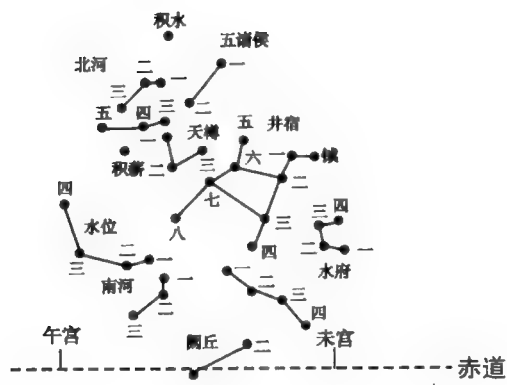 积水
五诸侯
北河
二
一
一
三
二
五
四
三
五
井宿
天樽
一
六
一
钺
积薪
二
三
二
七
四
八
三
三
四
水位
四
二
一
三
二
一
水府
南河
一
一
二
二
三
三
四
午宫
阙丘
二
未宫
赤道